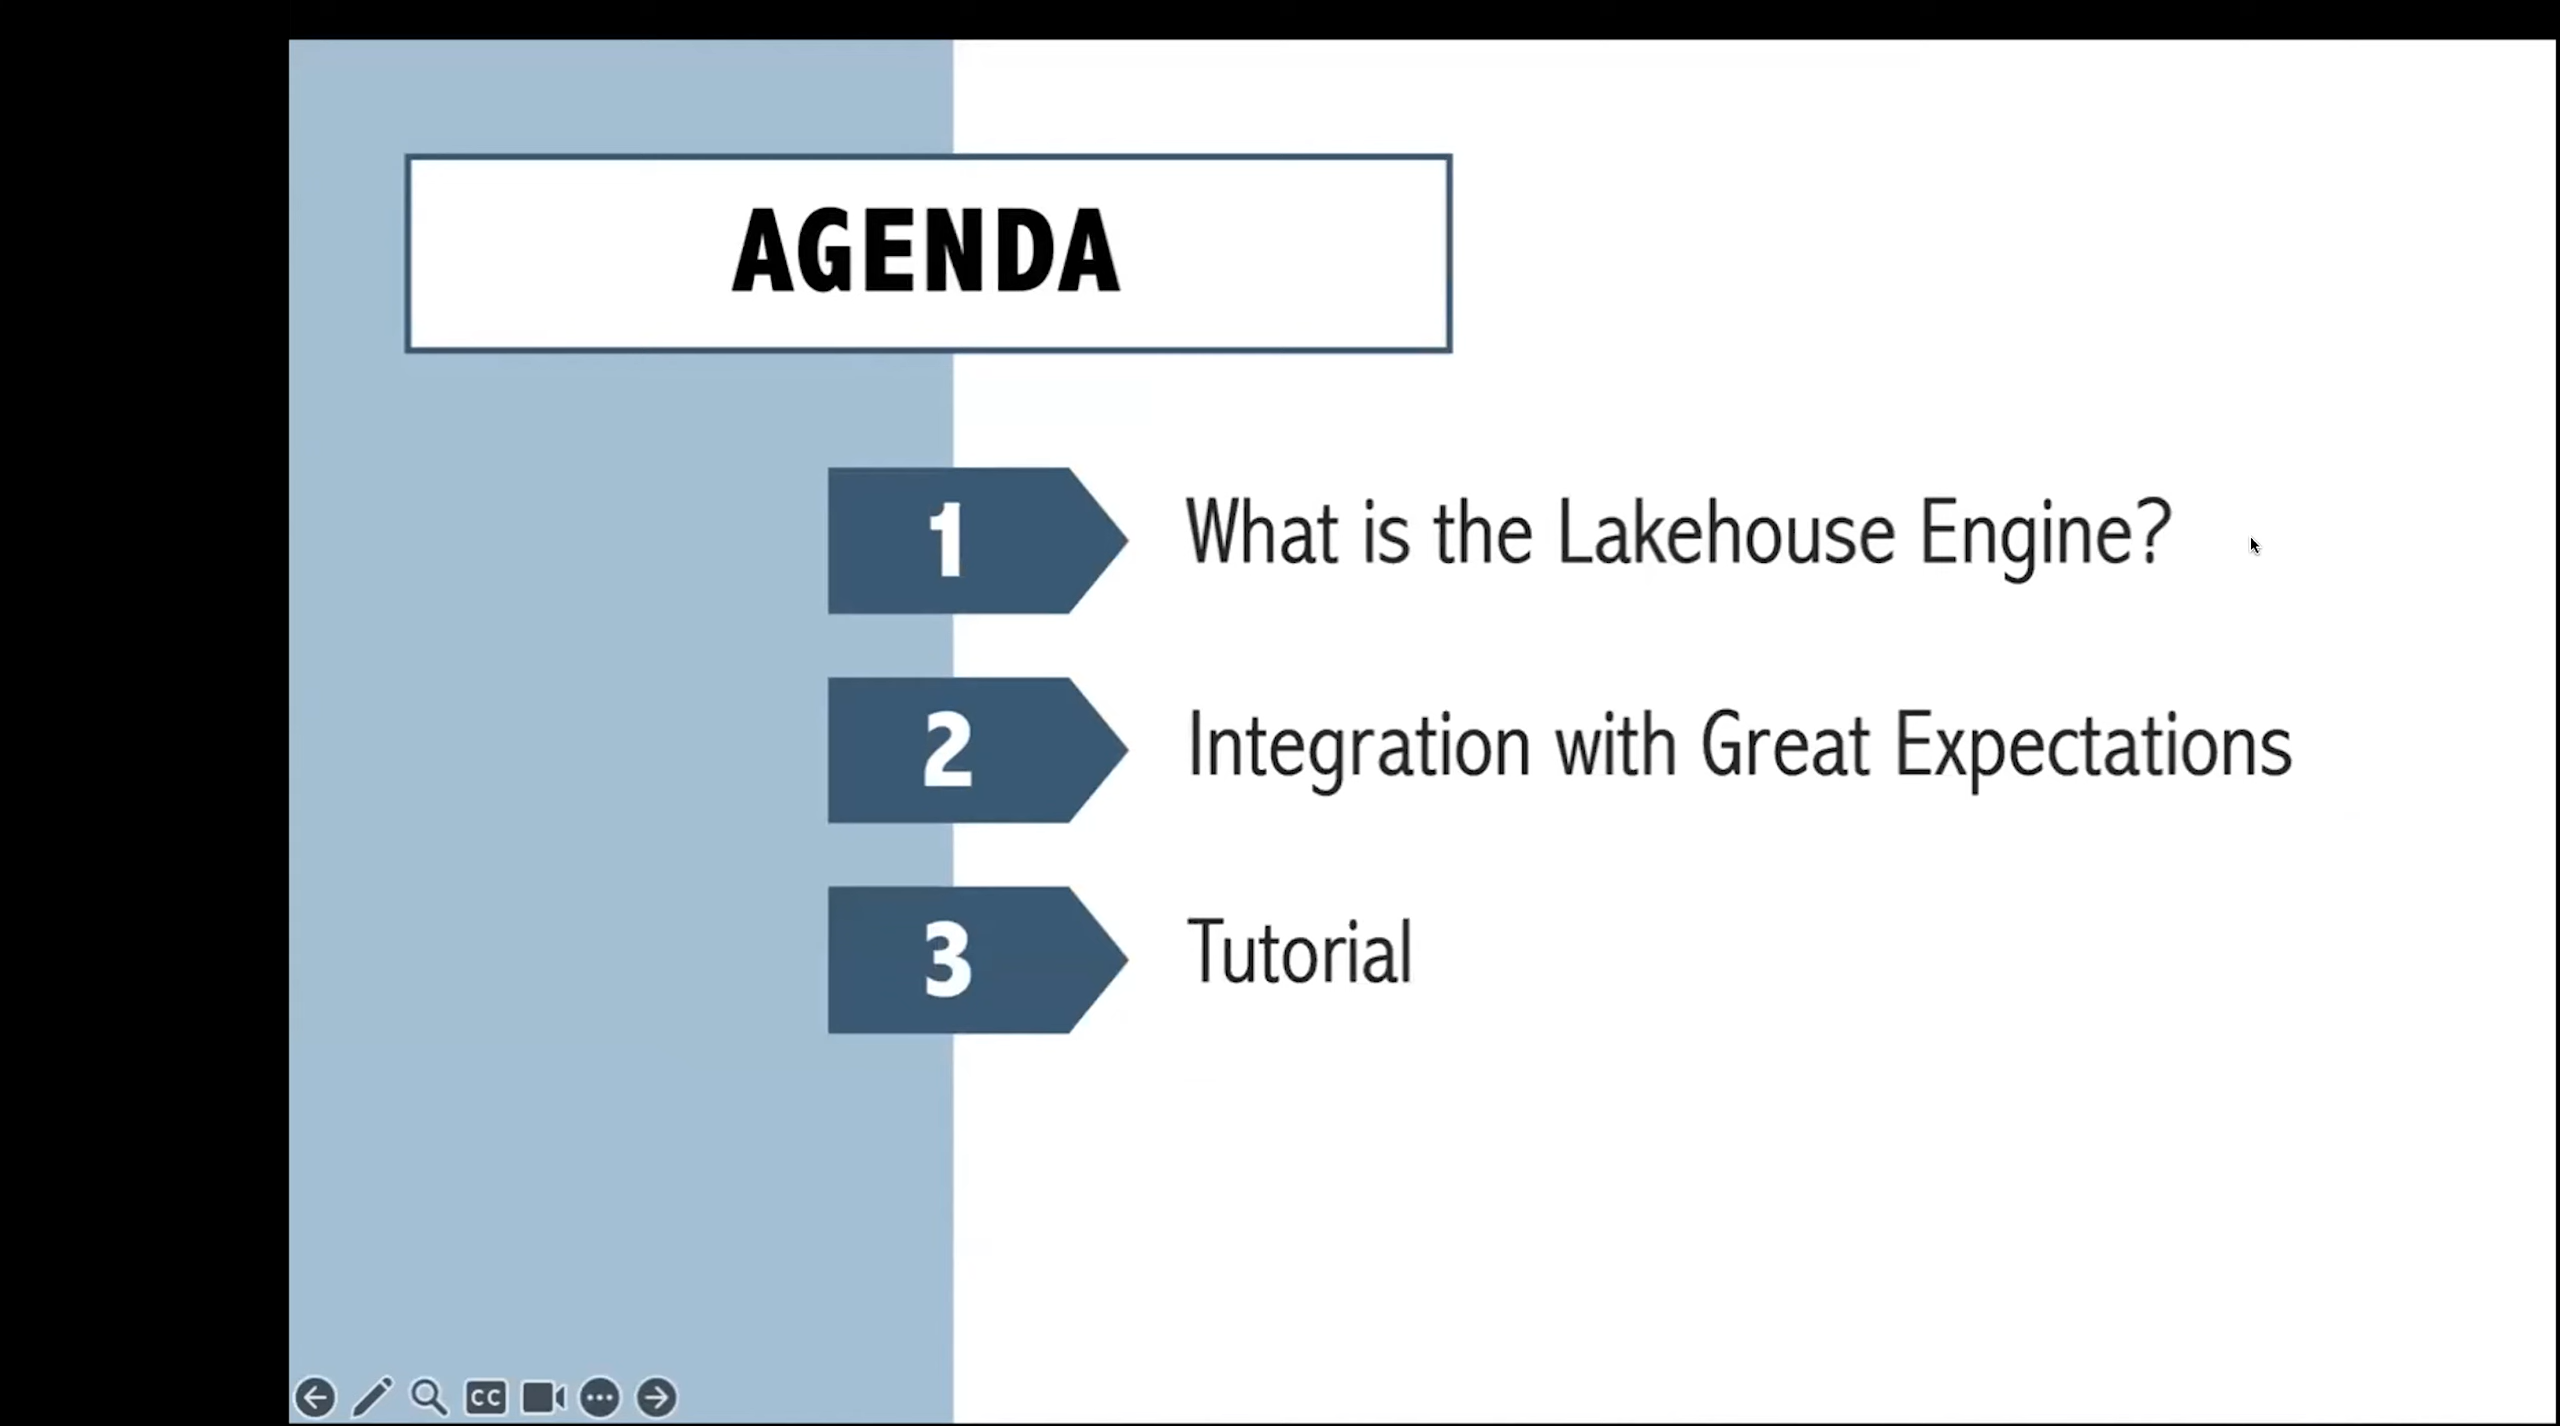 AGENDA
1 What is the Lakehouse Engine?
2 Integration with Great Expectations
3 Tutorial
CC